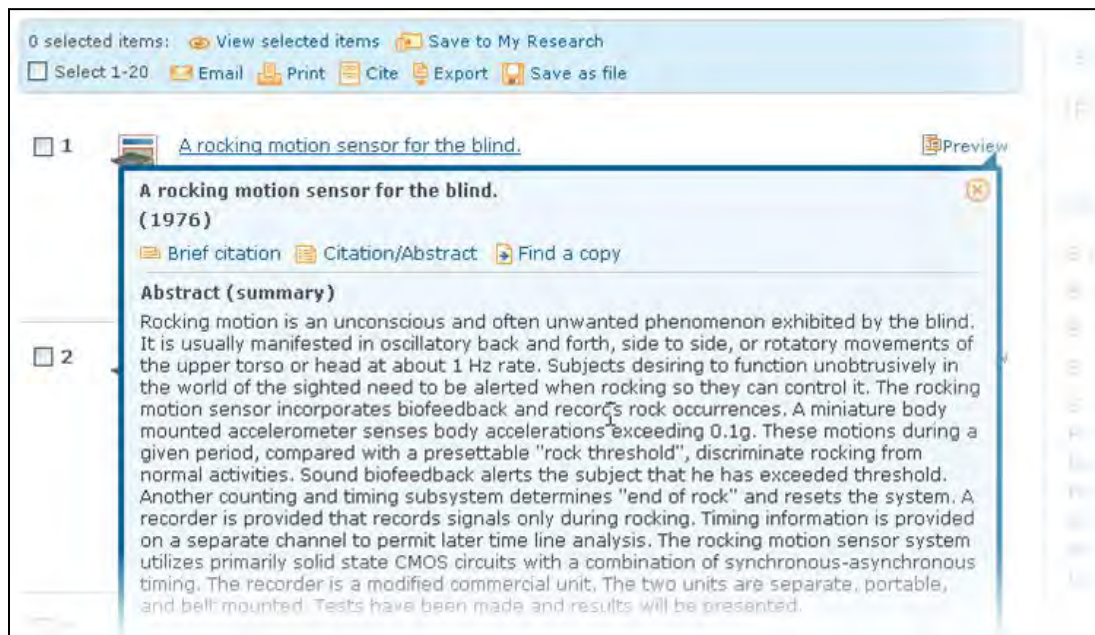 0 selected items: View selected items Save to My Research
Select 1-20 Email Print Cite Export Save as file
1 A rocking motion sensor for the blind. Preview
A rocking motion sensor for the blind.
(1976)
Brief citation Citation/Abstract Find a copy
Abstract (summary)
Rocking motion is an unconscious and often unwanted phenomenon exhibited by the blind.
It is usually manifested in oscillatory back and forth, side to side, or rotatory movements of
2 the upper torso or head at about 1 Hz rate. Subjects desiring to function unobtrusively in
the world of the sighted need to be alerted when rocking so they can control it. The rocking
motion sensor incorporates biofeedback and records rock occurrences. A miniature body
mounted accelerometer senses body accelerations exceeding 0.1g. These motions during a
given period, compared with a presettable "rock threshold", discriminate rocking from
normal activities. Sound biofeedback alerts the subject that he has exceeded threshold.
Another counting and timing subsystem determines "end of rock" and resets the system. A
recorder is provided that records signals only during rocking. Timing information is provided
on a separate channel to permit later time line analysis. The rocking motion sensor system
utilizes primarily solid state CMOS circuits with a combination of synchronous-asynchronous
timing. The recorder is a modified commercial unit. The two units are separate, portable,
and belt mounted. Tests have been made and results will be presented.